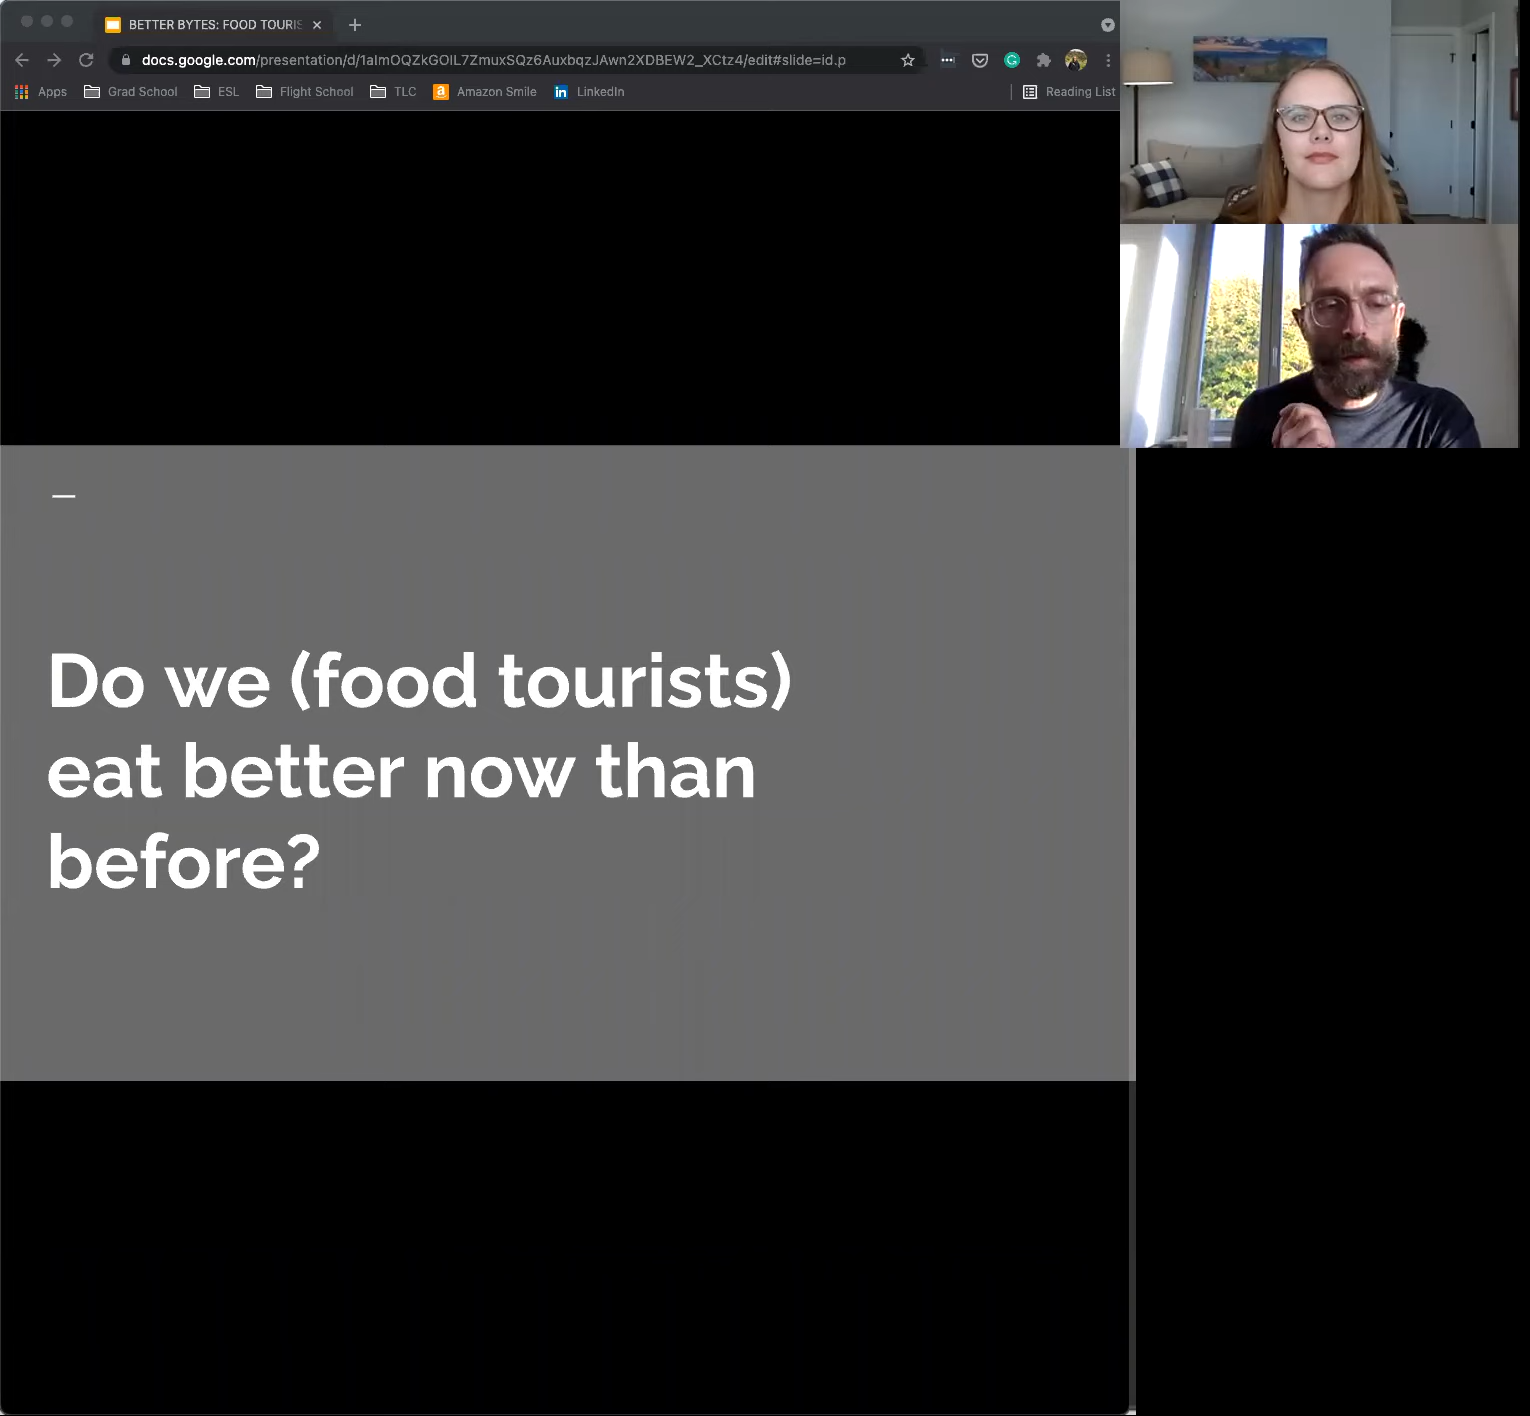 BETTER BYTES: FOOD TOURIS
docs.google.com/presentation/d/1almOQZkGOIL7ZmuxSQz6AuxbqzJAwn2XDBEW2_XCtz4/edit#slide=id.p
Apps Grad School ESL Flight School TLC Amazon Smile LinkedIn Reading List
Do we (food tourists)
eat better now than
before?